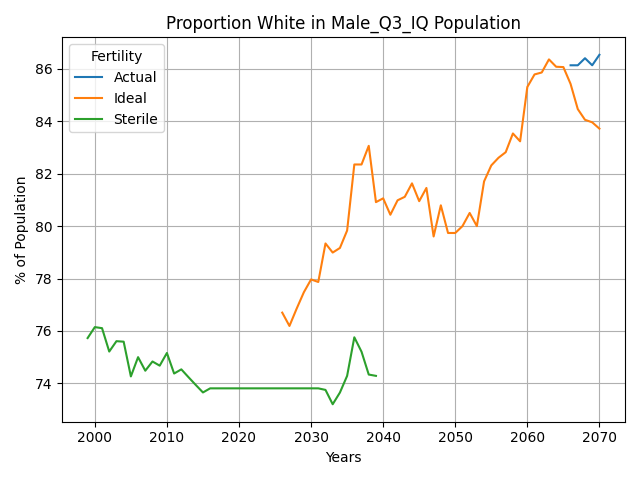 Proportion White in Male_Q3_IQ Population
Fertility
Actual
Ideal
Sterile
% of Population
86
84
82
80
78
76
74
2000 2010 2020 2030 2040 2050 2060 2070
Years